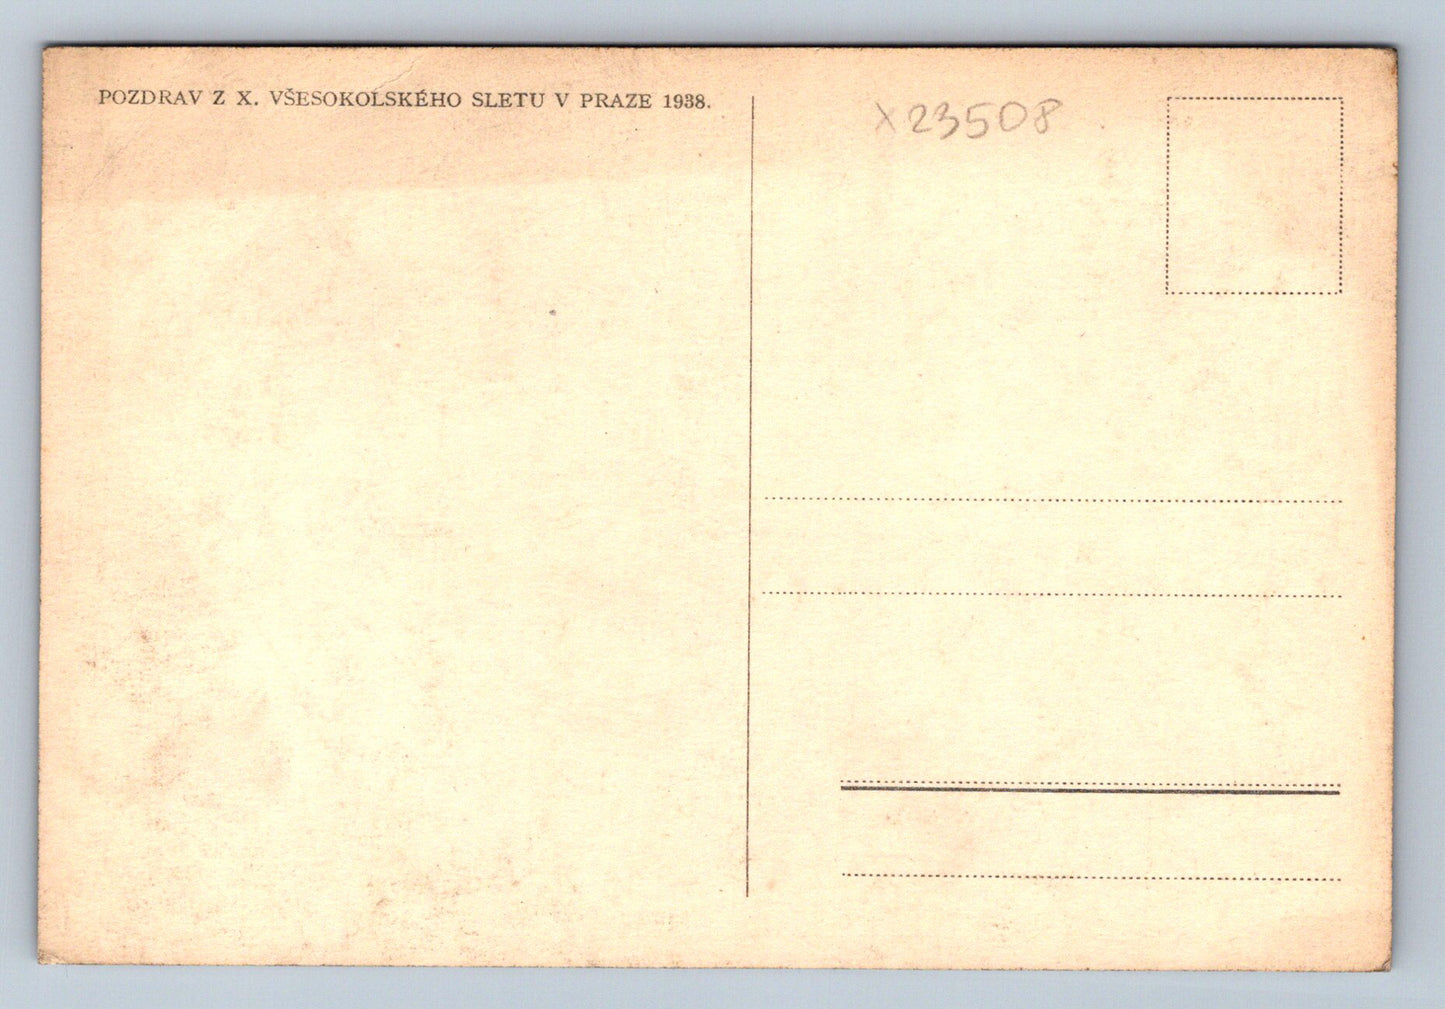 POZDRAV Z X. VŠESOKOLSKÉHO SLETU V PRAZE 1938.
X23508